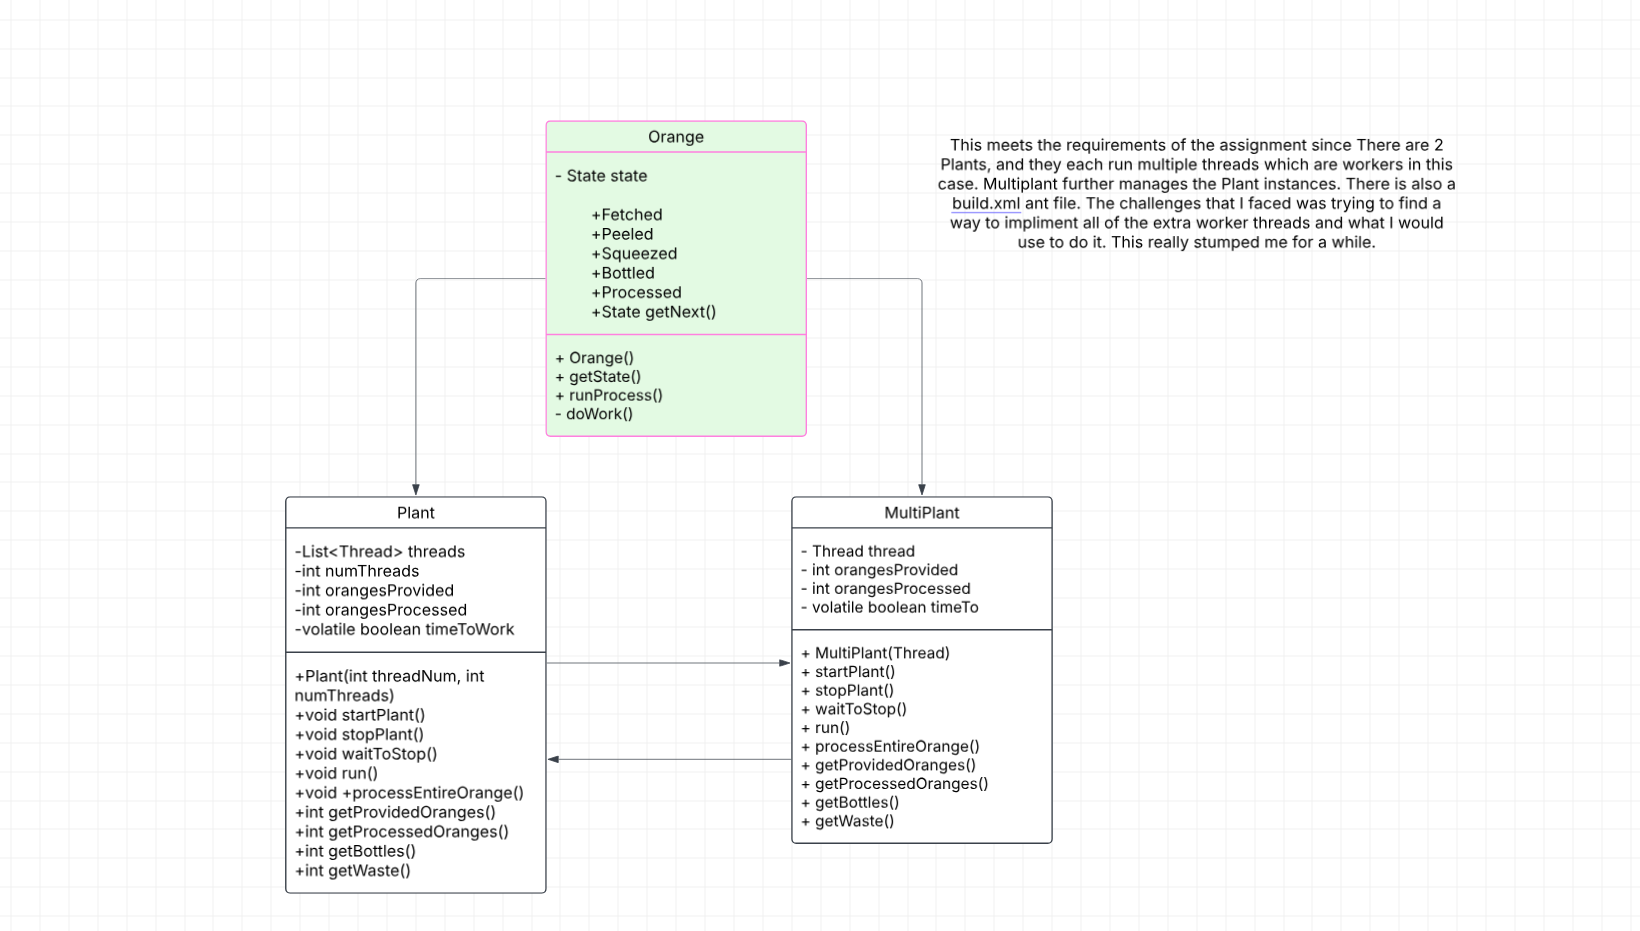 Orange
- State state
+Fetched
+Peeled
+Squeezed
+Bottled
+Processed
+State getNext()
+ Orange()
+ getState()
+ runProcess()
- doWork()
This meets the requirements of the assignment since There are 2
Plants, and they each run multiple threads which are workers in this
case. Multiplant further manages the Plant instances. There is also a
build.xml ant file. The challenges that I faced was trying to find a
way to impliment all of the extra worker threads and what I would
use to do it. This really stumped me for a while.
Plant
-List<Thread> threads
-int numThreads
-int orangesProvided
-int orangesProcessed
-volatile boolean timeToWork
+Plant(int threadNum, int
numThreads)
+void startPlant()
+void stopPlant()
+void waitToStop()
+void run()
+void +processEntireOrange()
+int getProvidedOranges()
+int getProcessedOranges()
+int getBottles()
+int getWaste()
MultiPlant
- Thread thread
- int orangesProvided
- int orangesProcessed
- volatile boolean timeTo
+ MultiPlant(Thread)
+ startPlant()
+ stopPlant()
+ waitToStop()
+ run()
+ processEntireOrange()
+ getProvidedOranges()
+ getProcessedOranges()
+ getBottles()
+ getWaste()